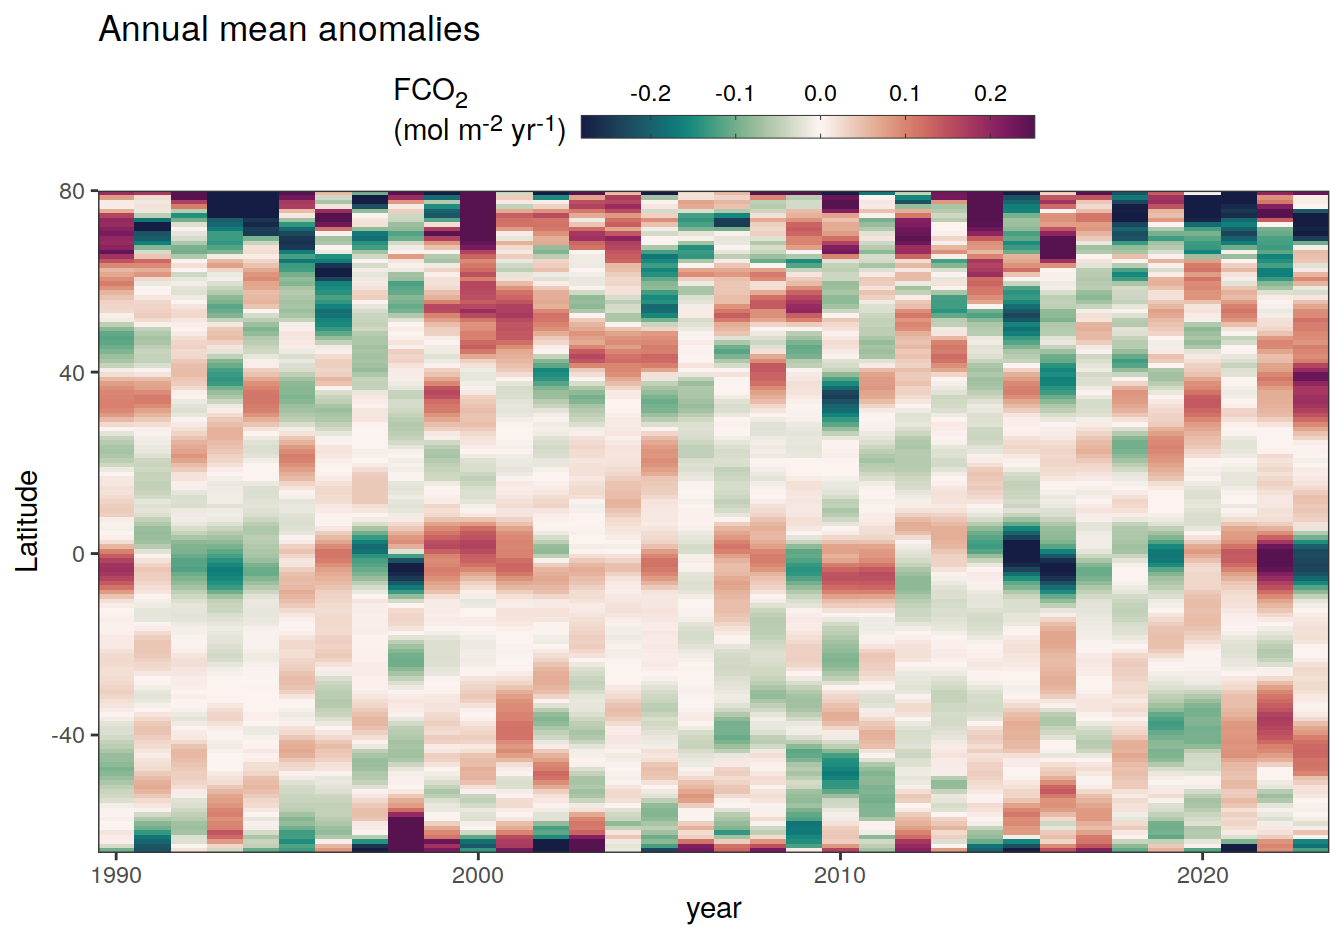 Annual mean anomalies
FCO₂
(mol m⁻² yr⁻¹)
-0.2 -0.1 0.0 0.1 0.2
80
40
0
-40
Latitude
1990 2000 2010 2020
year